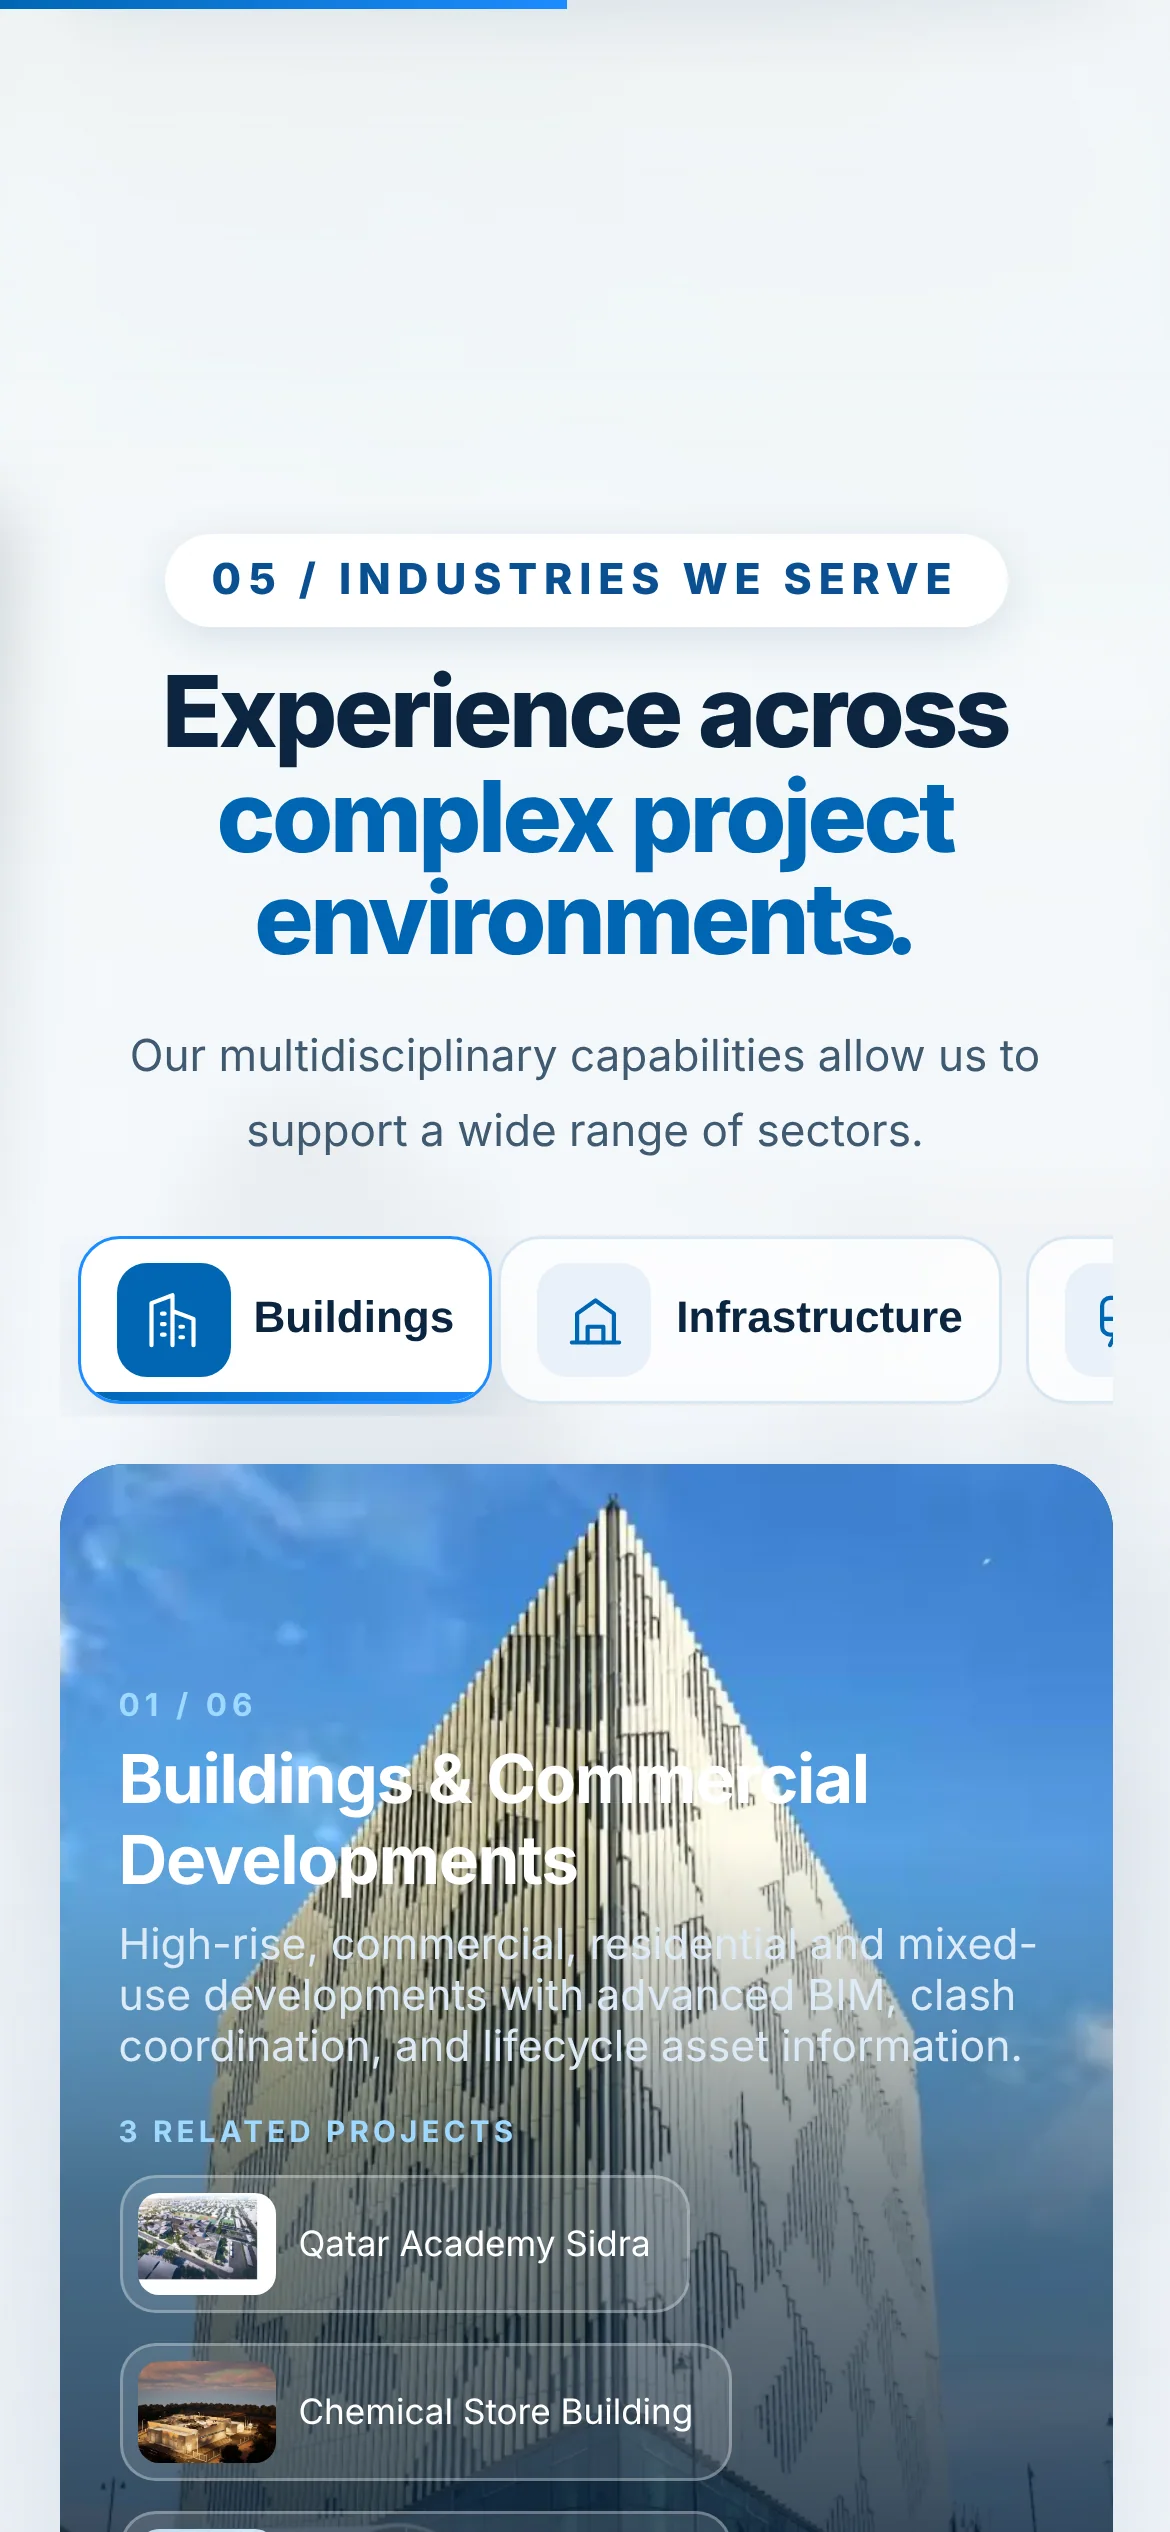 05 / INDUSTRIES WE SERVE
Experience across
complex project
environments.
Our multidisciplinary capabilities allow us to
support a wide range of sectors.
Buildings
Infrastructure
01 / 06
Buildings & Commercial
Developments
High-rise, commercial, residential and mixed-
use developments with advanced BIM, clash
coordination, and lifecycle asset information.
3 RELATED PROJECTS
Qatar Academy Sidra
Chemical Store Building